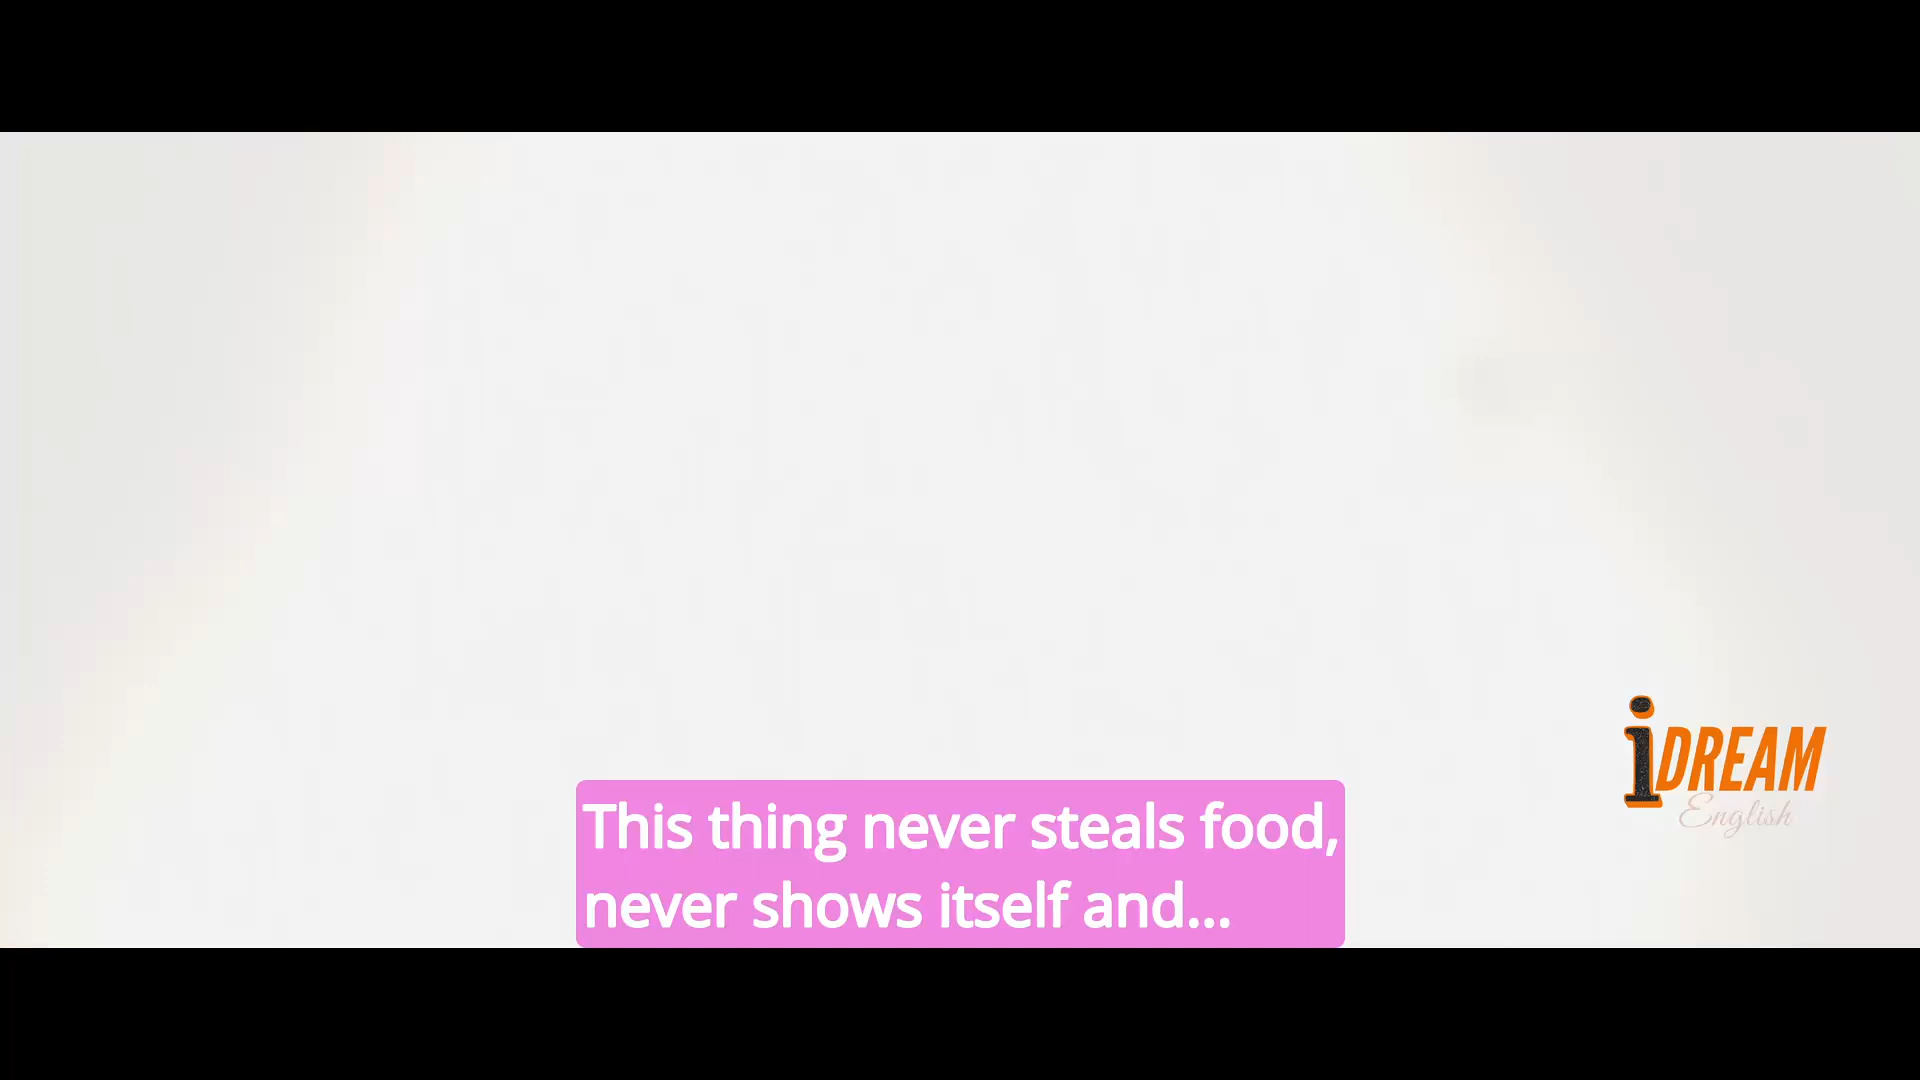 iDREAM
English
This thing never steals food,
never shows itself and...